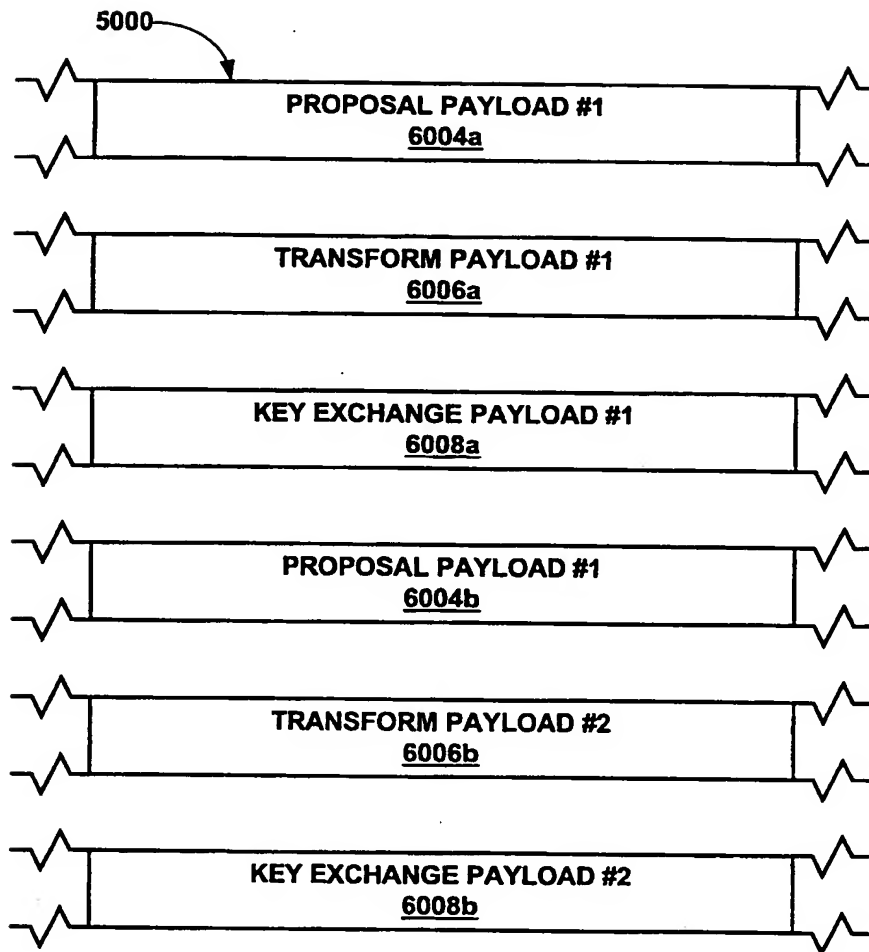 5000
PROPOSAL PAYLOAD #1
6004a
TRANSFORM PAYLOAD #1
6006a
KEY EXCHANGE PAYLOAD #1
6008a
PROPOSAL PAYLOAD #1
6004b
TRANSFORM PAYLOAD #2
6006b
KEY EXCHANGE PAYLOAD #2
6008b